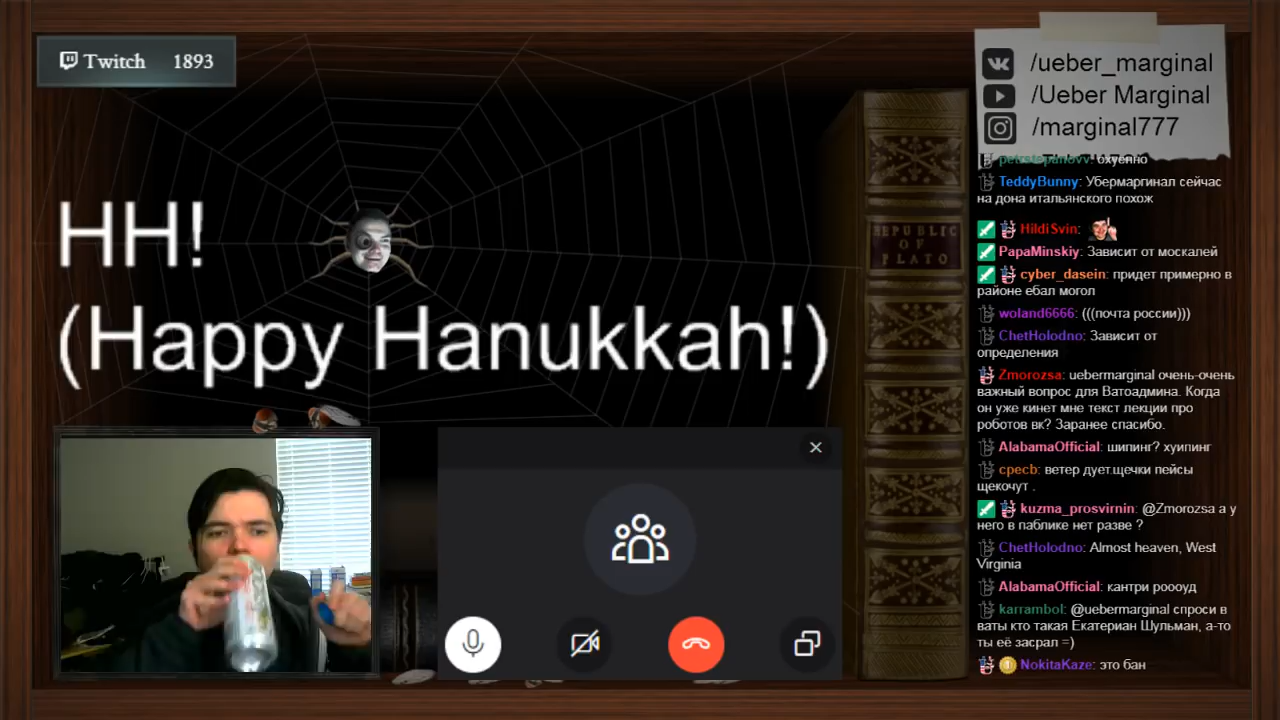 Twitch 1893
HH!
(Happy Hanukkah!)
REPUBLIC
OF
PLATO
/ueber_marginal
/Ueber Marginal
/marginal777
petrstepanovv: охуенно
TeddyBunny: Убермаргинал сейчас
на дона итальянского похож
HildiSvin:
PapaMinskiy: Зависит от москалей
cyber_dasein: придет примерно в
районе ебал могол
woland6666: (((почта россии)))
ChetHolodno: Зависит от
определения
Zmorozsa: uebermarginal очень-очень
важный вопрос для Ватоадмина. Когда
он уже кинет мне текст лекции про
роботов вк? Заранее спасибо.
AlabamaOfficial: шипинг? хуипинг
cpecb: ветер дует.щечки пейсы
щекочут .
kuzma_prosvirnin: @Zmorozsa а у
него в паблике нет разве ?
ChetHolodno: Almost heaven, West
Virginia
AlabamaOfficial: кантри роооуд
karrambol: @uebermarginal спроси в
ваты кто такая Екатериан Шульман, а-то
ты её засрал =)
NokitaKaze: это бан